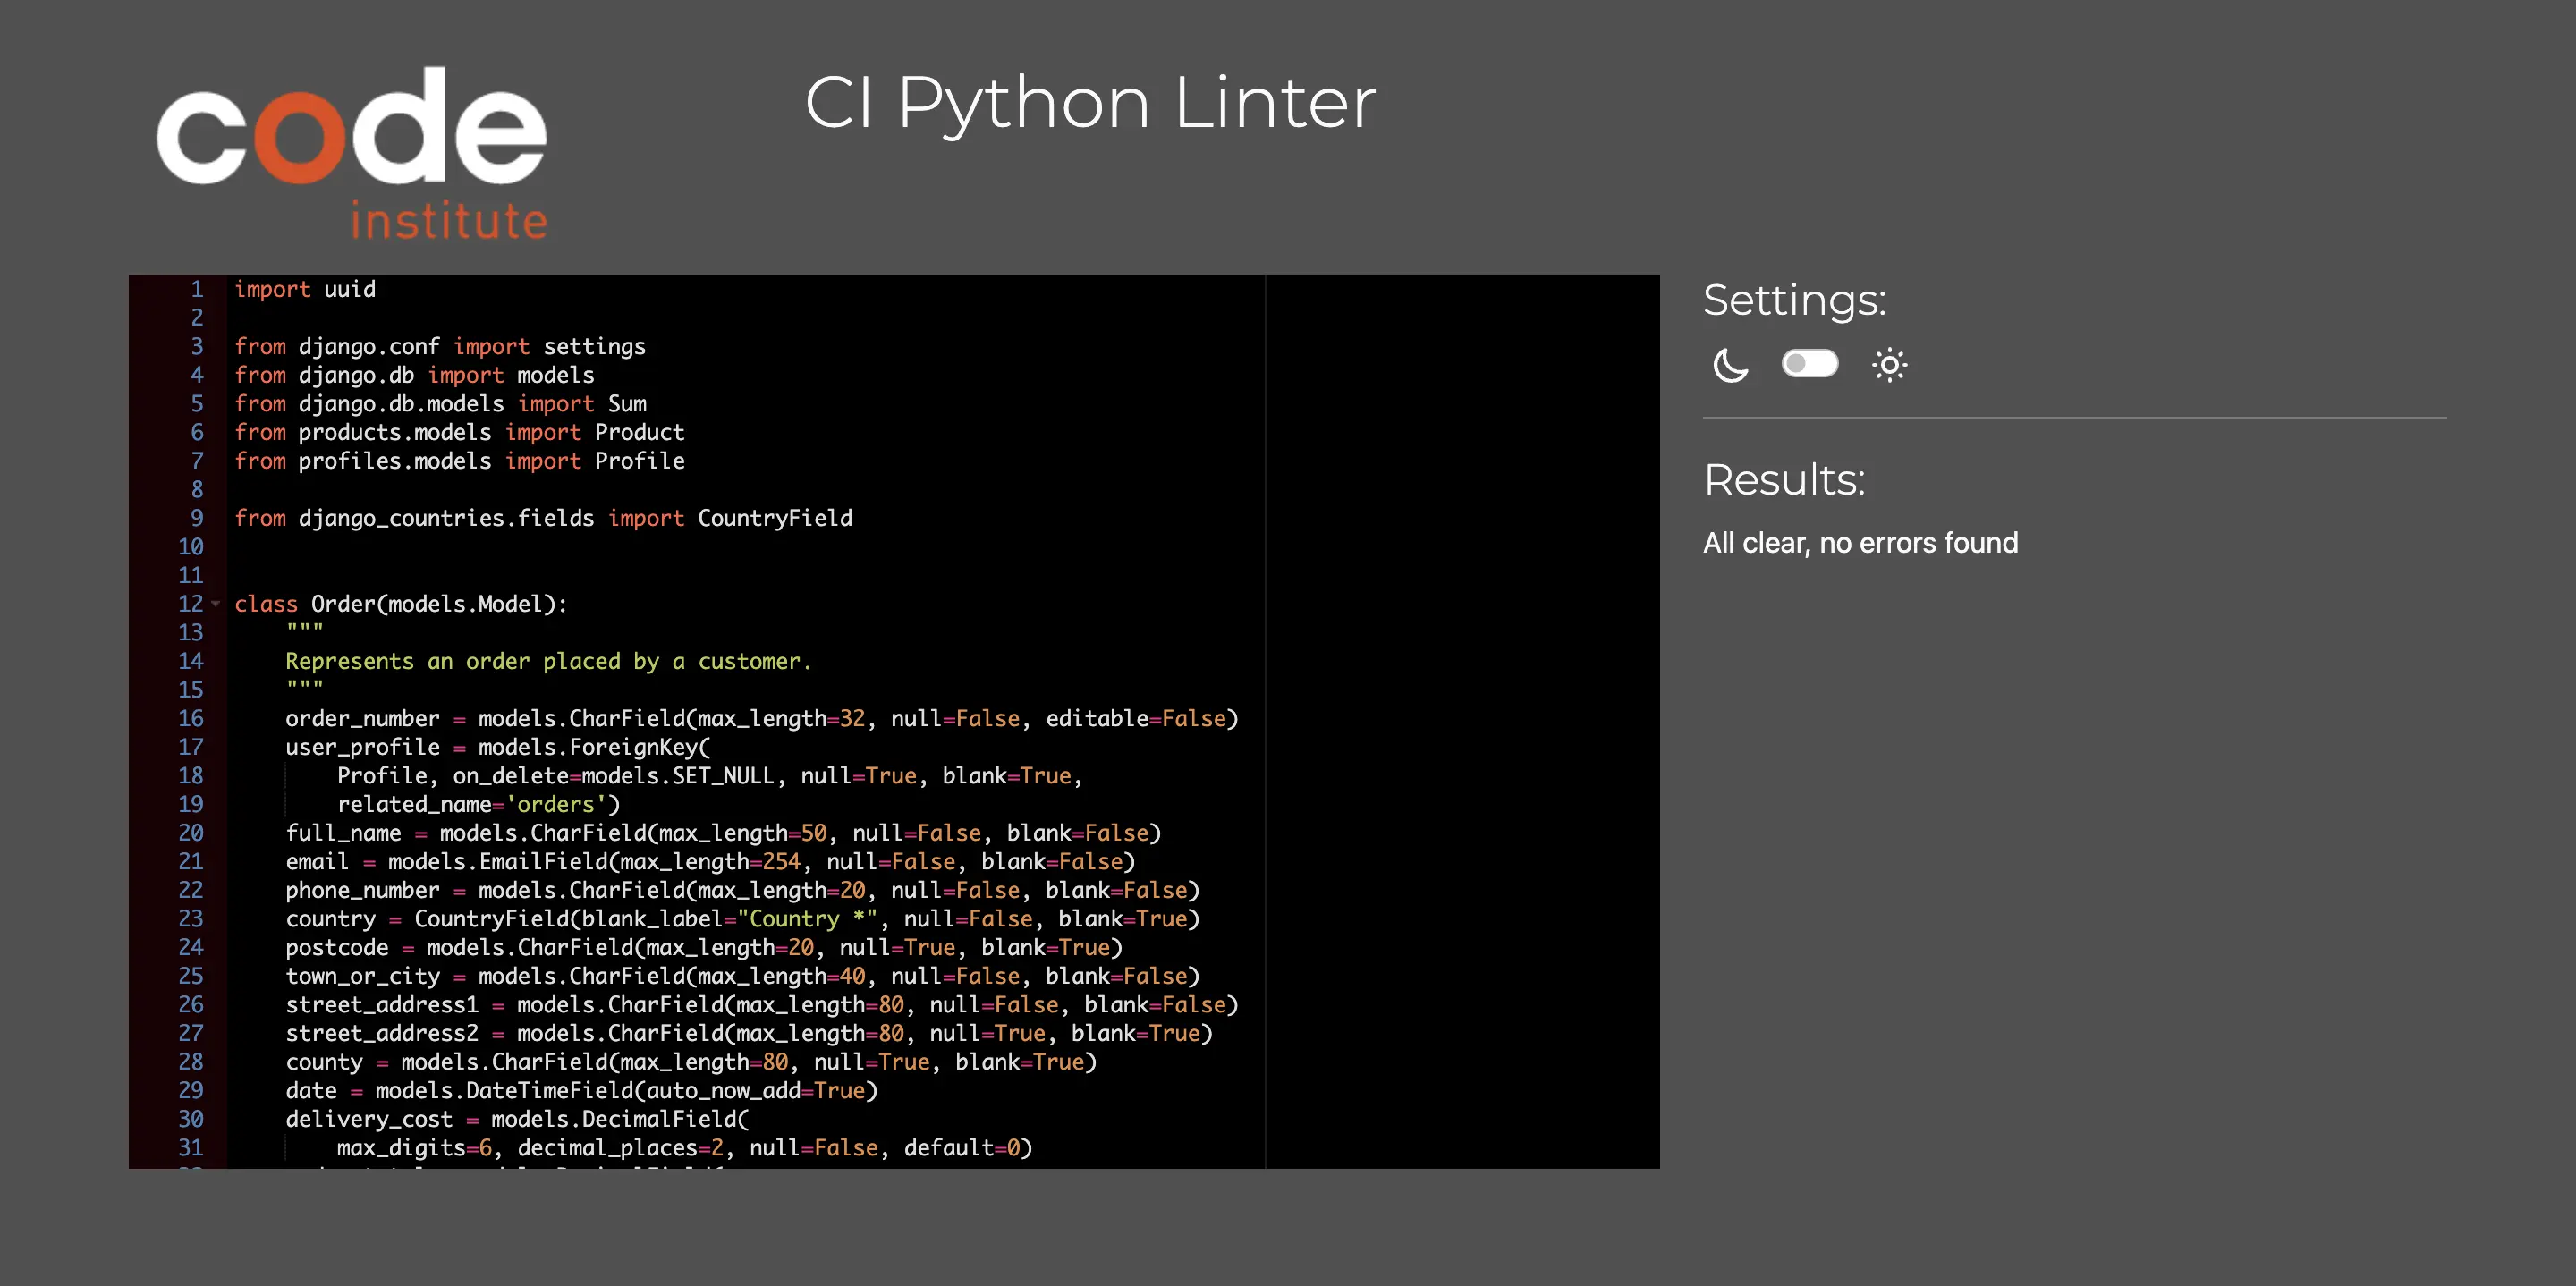 code
institute
CI Python Linter
1 import uuid
2
3 from django.conf import settings
4 from django.db import models
5 from django.db.models import Sum
6 from products.models import Product
7 from profiles.models import Profile
8
9 from django_countries.fields import CountryField
10
11
12 class Order(models.Model):
13     """
14     Represents an order placed by a customer.
15     """
16     order_number = models.CharField(max_length=32, null=False, editable=False)
17     user_profile = models.ForeignKey(
18         Profile, on_delete=models.SET_NULL, null=True, blank=True,
19         related_name='orders')
20     full_name = models.CharField(max_length=50, null=False, blank=False)
21     email = models.EmailField(max_length=254, null=False, blank=False)
22     phone_number = models.CharField(max_length=20, null=False, blank=False)
23     country = CountryField(blank_label="Country *", null=False, blank=True)
24     postcode = models.CharField(max_length=20, null=True, blank=True)
25     town_or_city = models.CharField(max_length=40, null=False, blank=False)
26     street_address1 = models.CharField(max_length=80, null=False, blank=False)
27     street_address2 = models.CharField(max_length=80, null=True, blank=True)
28     county = models.CharField(max_length=80, null=True, blank=True)
29     date = models.DateTimeField(auto_now_add=True)
30     delivery_cost = models.DecimalField(
31         max_digits=6, decimal_places=2, null=False, default=0)
Settings:
Results:
All clear, no errors found